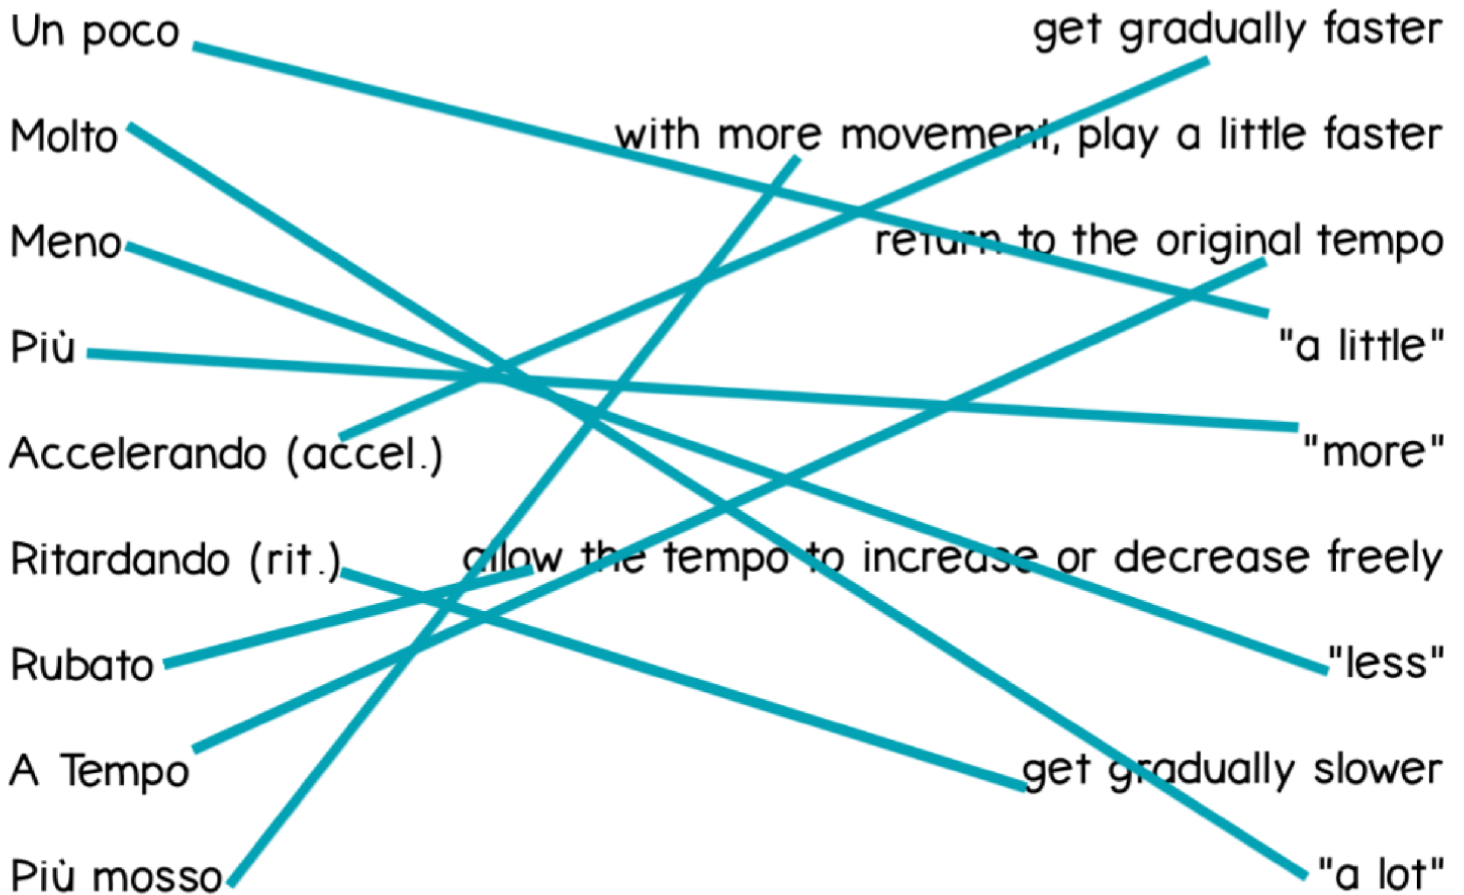 Un poco get gradually faster
Molto with more movement, play a little faster
Meno return to the original tempo
Più "a little"
Accelerando (accel.) "more"
Ritardando (rit.) allow the tempo to increase or decrease freely
Rubato "less"
A Tempo get gradually slower
Più mosso "a lot"